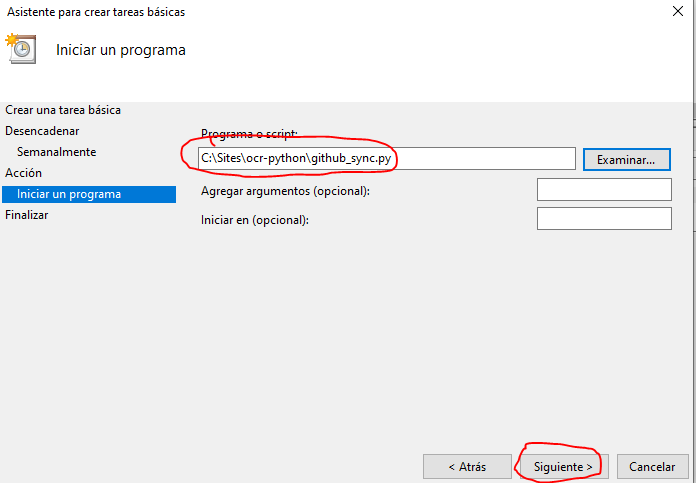 Asistente para crear tareas básicas
Iniciar un programa
Crear una tarea básica
Desencadenar
Semanalmente
Acción
Iniciar un programa
Finalizar
Programa o script:
C:\Sites\ocr-python\github_sync.py
Examinar...
Agregar argumentos (opcional):
Iniciar en (opcional):
< Atrás
Siguiente >
Cancelar